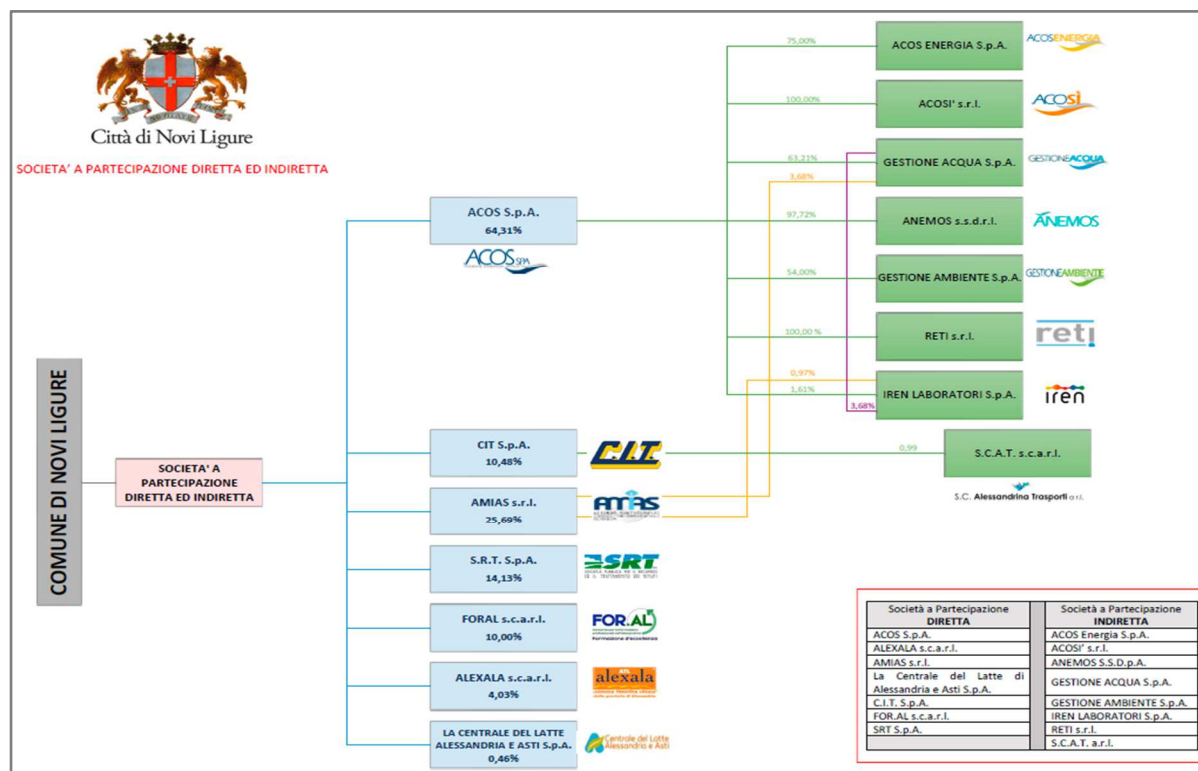 Città di Novi Ligure
SOCIETA' A PARTECIPAZIONE DIRETTA ED INDIRETTA
COMUNE DI NOVI LIGURE
SOCIETA' A
PARTECIPAZIONE
DIRETTA ED INDIRETTA
ACOS S.p.A.
64,31%
ACOS SPA
CIT S.p.A.
10,48%
C.I.T.
AMIAS s.r.l.
25,69%
AMIAS
S.R.T. S.p.A.
14,13%
SRT
FORAL s.c.a.r.l.
10,00%
FOR.AL
Formazione d'eccellenza
ALEXALA s.c.a.r.l.
4,03%
alexala
LA CENTRALE DEL LATTE
ALESSANDRIA E ASTI S.p.A.
0,46%
Centrale del Latte
Alessandria e Asti
75,00%
ACOS ENERGIA S.p.A.
ACOSENERGIA
100,00%
ACOSI' s.r.l.
ACOSÌ
63,21%
3,68%
GESTIONE ACQUA S.p.A.
GESTIONEACQUA
97,72%
ANEMOS s.s.d.r.l.
ANEMOS
54,00%
GESTIONE AMBIENTE S.p.A.
GESTIONEAMBIENTE
100,00 %
RETI s.r.l.
reti
0,97%
1,61%
3,68%
IREN LABORATORI S.p.A.
iren
0,99
S.C.A.T. s.c.a.r.l.
S.C. Alessandrina Trasporti a r.l.
Società a Partecipazione
DIRETTA
ACOS S.p.A.
ALEXALA s.c.a.r.l.
AMIAS s.r.l.
La Centrale del Latte di
Alessandria e Asti S.p.A.
C.I.T. S.p.A.
FOR.AL s.c.a.r.l.
SRT S.p.A.
Società a Partecipazione
INDIRETTA
ACOS Energia S.p.A.
ACOSI' s.r.l.
ANEMOS S.S.D.p.A.
GESTIONE ACQUA S.p.A.
GESTIONE AMBIENTE S.p.A.
IREN LABORATORI S.p.A.
RETI s.r.l.
S.C.A.T. a.r.l.